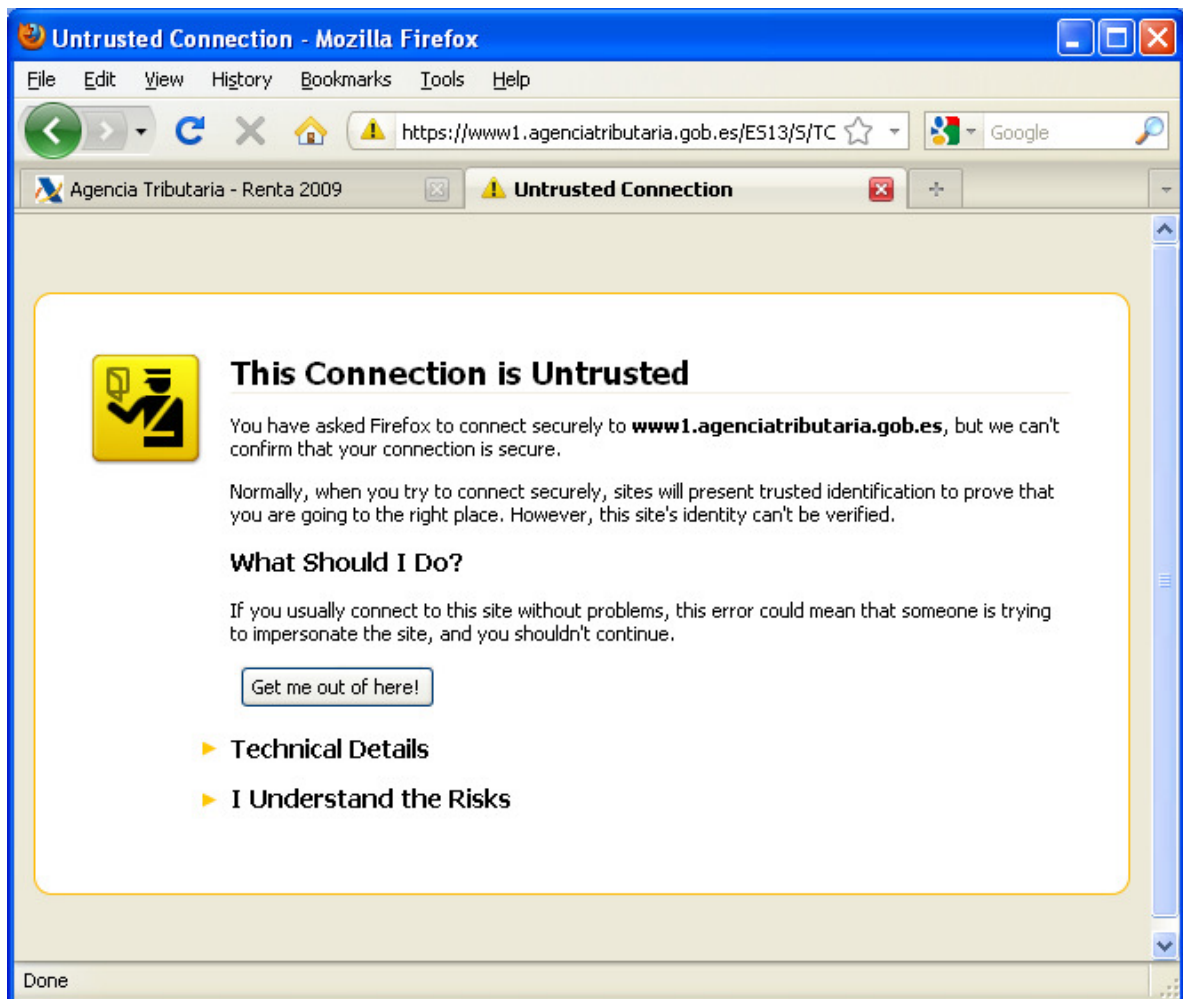 Untrusted Connection - Mozilla Firefox
File Edit View History Bookmarks Tools Help
https://www1.agenciatributaria.gob.es/ES13/S/TC
Google
Agencia Tributaria - Renta 2009
Untrusted Connection
This Connection is Untrusted
You have asked Firefox to connect securely to www1.agenciatributaria.gob.es, but we can't
confirm that your connection is secure.
Normally, when you try to connect securely, sites will present trusted identification to prove that
you are going to the right place. However, this site's identity can't be verified.
What Should I Do?
If you usually connect to this site without problems, this error could mean that someone is trying
to impersonate the site, and you shouldn't continue.
Get me out of here!
Technical Details
I Understand the Risks
Done